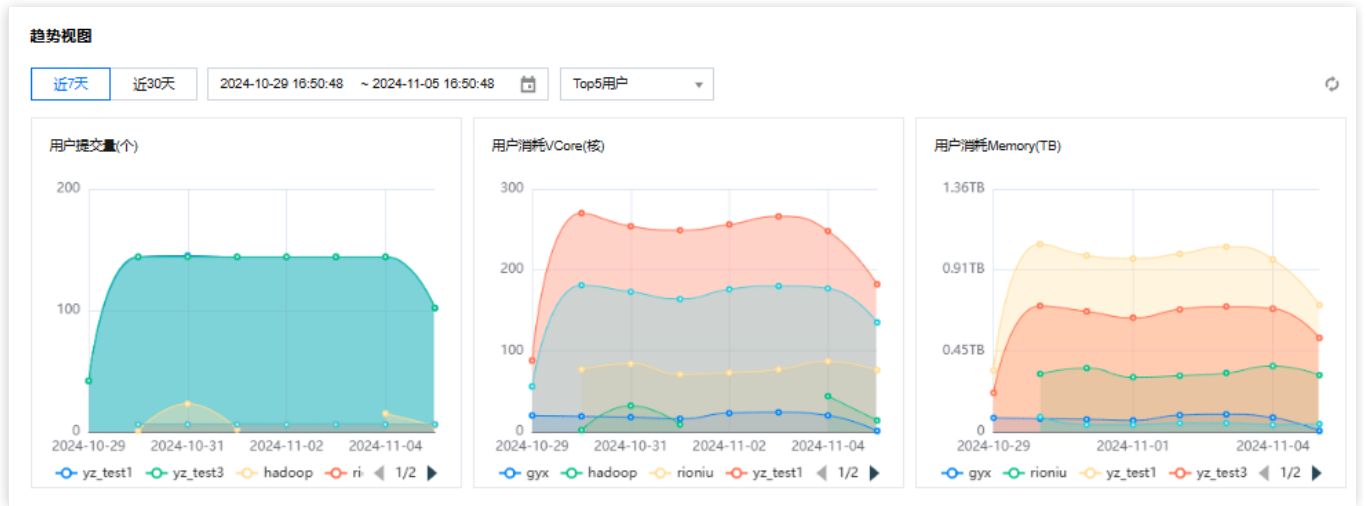 趋势视图
近7天 近30天 2024-10-29 16:50:48 ~ 2024-11-05 16:50:48 Top5用户
用户提交量(个)
200
100
0
2024-10-29 2024-10-31 2024-11-02 2024-11-04
yz_test1 yz_test3 hadoop ri 1/2
用户消耗VCore(核)
300
200
100
0
2024-10-29 2024-10-31 2024-11-02 2024-11-04
gyx hadoop rioniu yz_test1 1/2
用户消耗Memory(TB)
1.36TB
0.91TB
0.45TB
0
2024-10-29 2024-11-01 2024-11-04
gyx rioniu yz_test1 yz_test3 1/2